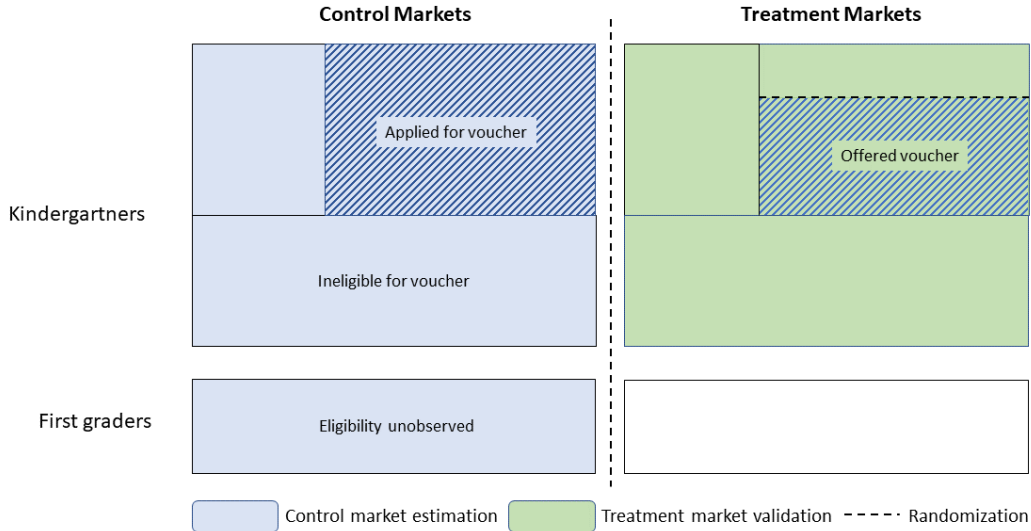 Control Markets
Treatment Markets
Applied for voucher
Offered voucher
Kindergartners
Ineligible for voucher
First graders
Eligibility unobserved
Control market estimation
Treatment market validation
Randomization